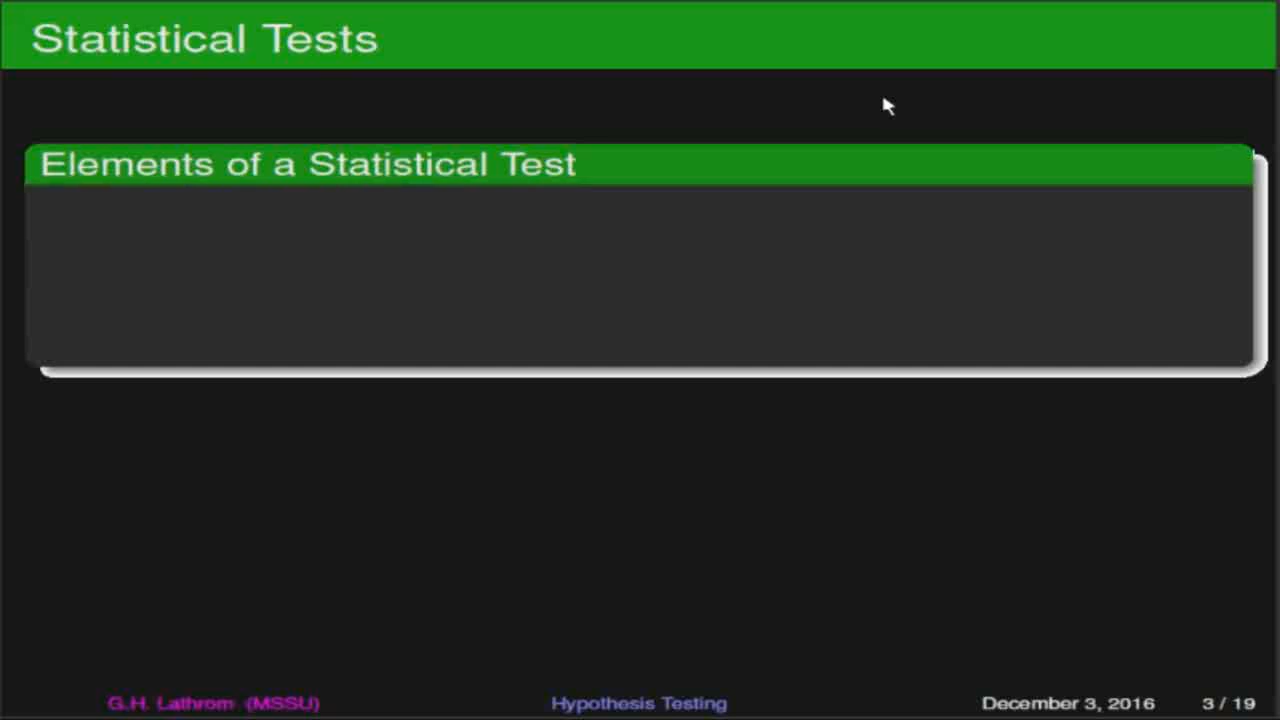 Statistical Tests
Elements of a Statistical Test
G.H. Lathrom (MSSU) Hypothesis Testing December 3, 2016 3 / 19